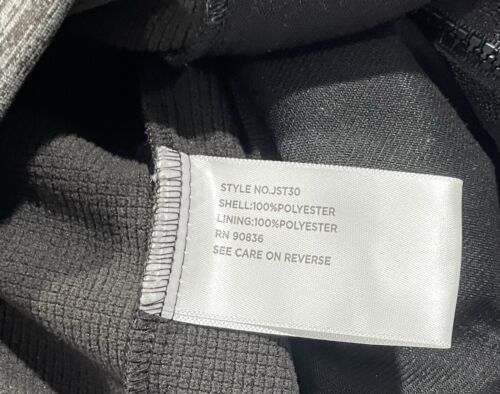 STYLE NO.JST30
SHELL:100%POLYESTER
LINING:100%POLYESTER
RN 90836
SEE CARE ON REVERSE